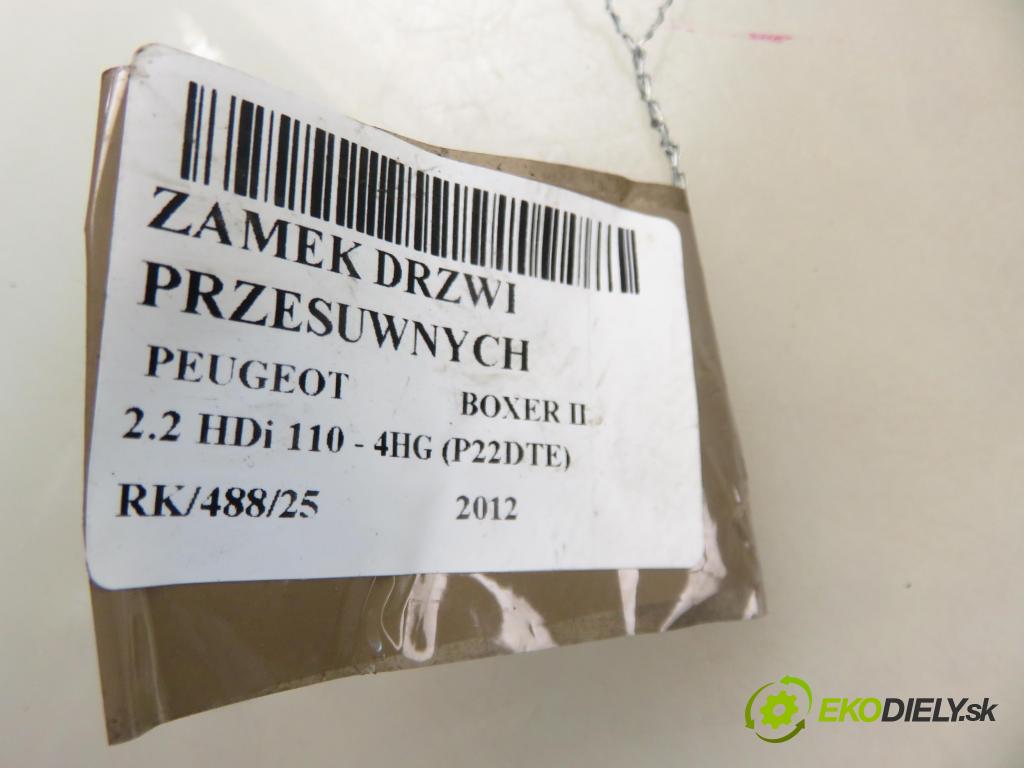 ZAMEK DRZWI
PRZESUWNYCH
PEUGEOT BOXER II
2.2 HDi 110 - 4HG (P22DTE)
RK/488/25 2012
EKODIELY.sk